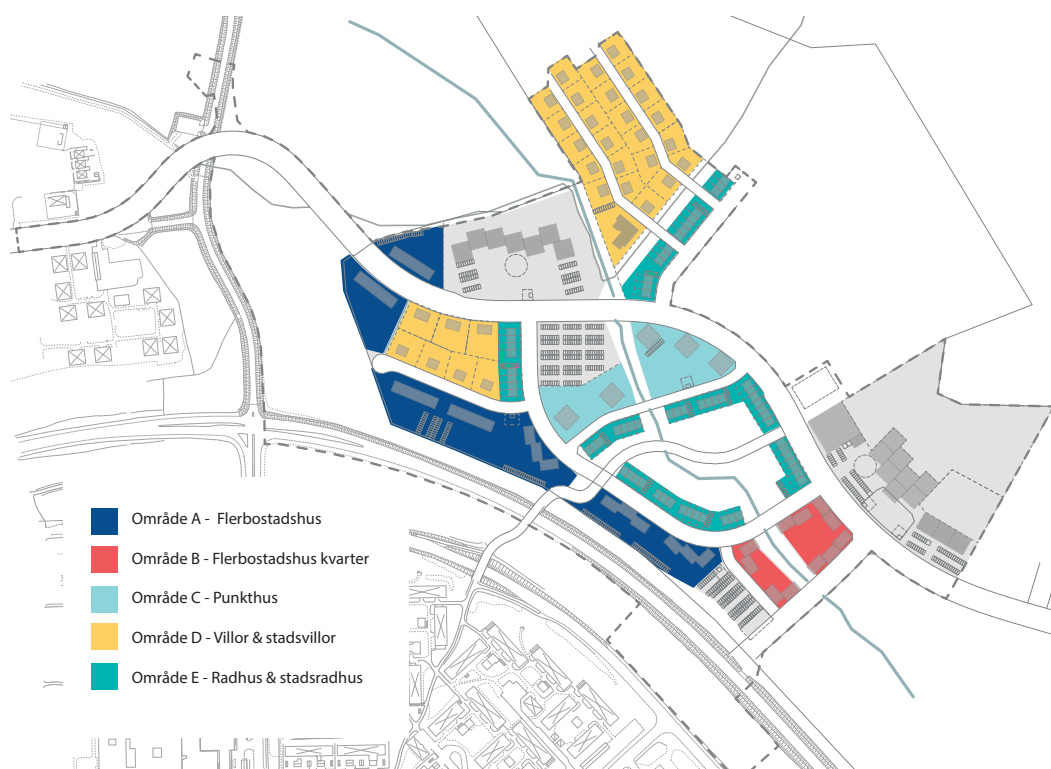 Område A - Flerbostadshus
Område B - Flerbostadshus kvarter
Område C - Punkthus
Område D - Villor & stadsvillor
Område E - Radhus & stadsradhus